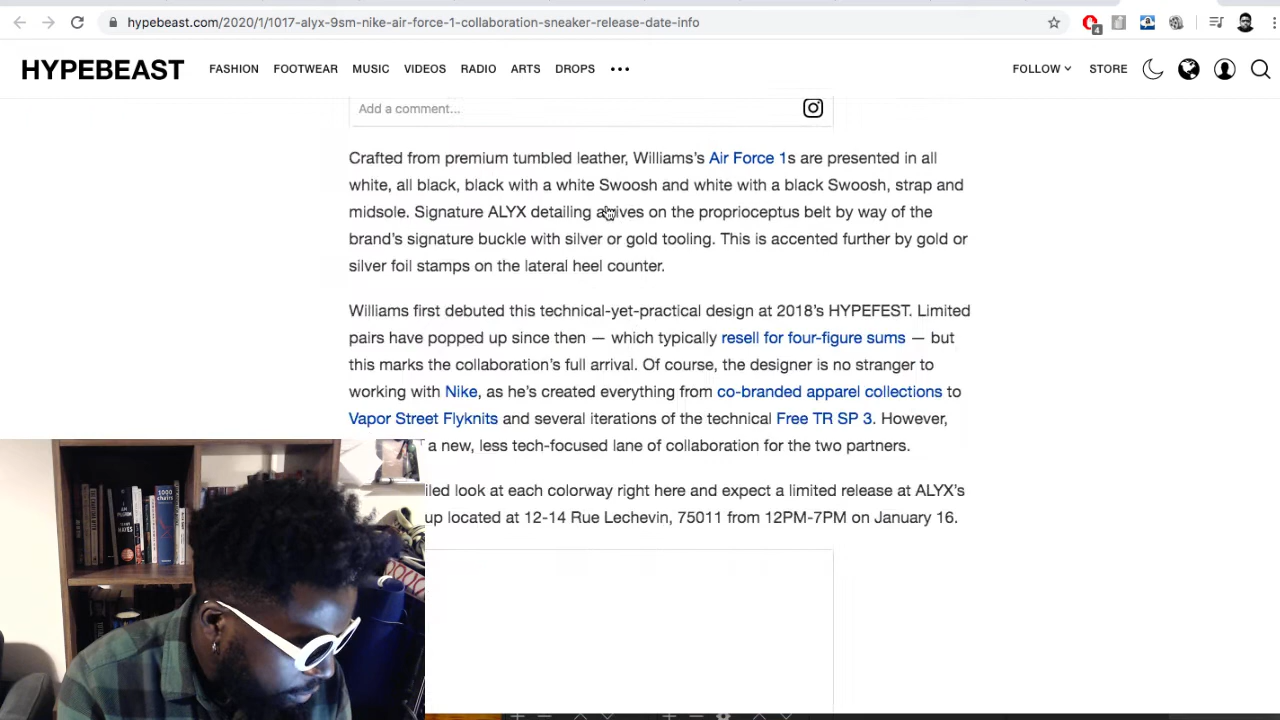 hypebeast.com/2020/1/1017-alyx-9sm-nike-air-force-1-collaboration-sneaker-release-date-info
4
HYPEBEAST FASHION FOOTWEAR MUSIC VIDEOS RADIO ARTS DROPS ••• FOLLOW STORE
Add a comment...
Crafted from premium tumbled leather, Williams's Air Force 1s are presented in all
white, all black, black with a white Swoosh and white with a black Swoosh, strap and
midsole. Signature ALYX detailing arrives on the proprioceptus belt by way of the
brand's signature buckle with silver or gold tooling. This is accented further by gold or
silver foil stamps on the lateral heel counter.
Williams first debuted this technical-yet-practical design at 2018's HYPEFEST. Limited
pairs have popped up since then — which typically resell for four-figure sums — but
this marks the collaboration's full arrival. Of course, the designer is no stranger to
working with Nike, as he's created everything from co-branded apparel collections to
Vapor Street Flyknits and several iterations of the technical Free TR SP 3. However,
a new, less tech-focused lane of collaboration for the two partners.
iled look at each colorway right here and expect a limited release at ALYX's
up located at 12-14 Rue Lechevin, 75011 from 12PM-7PM on January 16.
1000
chairs
HAYES